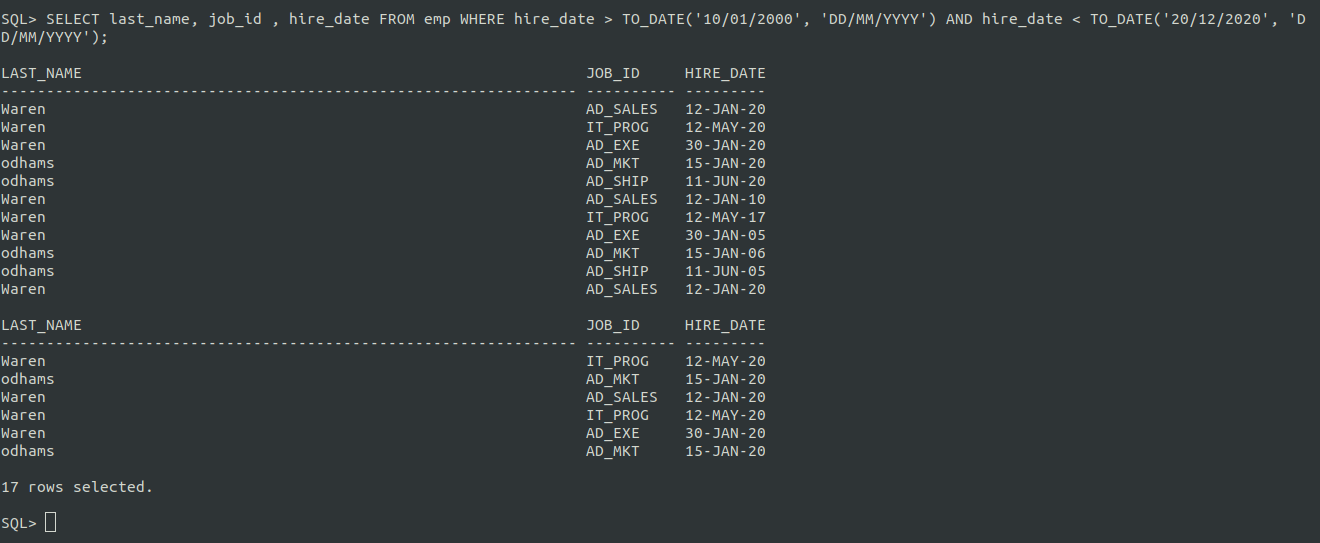 SQL> SELECT last_name, job_id , hire_date FROM emp WHERE hire_date > TO_DATE('10/01/2000', 'DD/MM/YYYY') AND hire_date < TO_DATE('20/12/2020', 'D
D/MM/YYYY');
LAST_NAME JOB_ID HIRE_DATE
---------------------------------------------------------------- ---------- ---------
Waren AD_SALES 12-JAN-20
Waren IT_PROG 12-MAY-20
Waren AD_EXE 30-JAN-20
odhams AD_MKT 15-JAN-20
odhams AD_SHIP 11-JUN-20
Waren AD_SALES 12-JAN-10
Waren IT_PROG 12-MAY-17
Waren AD_EXE 30-JAN-05
odhams AD_MKT 15-JAN-06
odhams AD_SHIP 11-JUN-05
Waren AD_SALES 12-JAN-20
LAST_NAME JOB_ID HIRE_DATE
---------------------------------------------------------------- ---------- ---------
Waren IT_PROG 12-MAY-20
odhams AD_MKT 15-JAN-20
Waren AD_SALES 12-JAN-20
Waren IT_PROG 12-MAY-20
Waren AD_EXE 30-JAN-20
odhams AD_MKT 15-JAN-20
17 rows selected.
SQL>